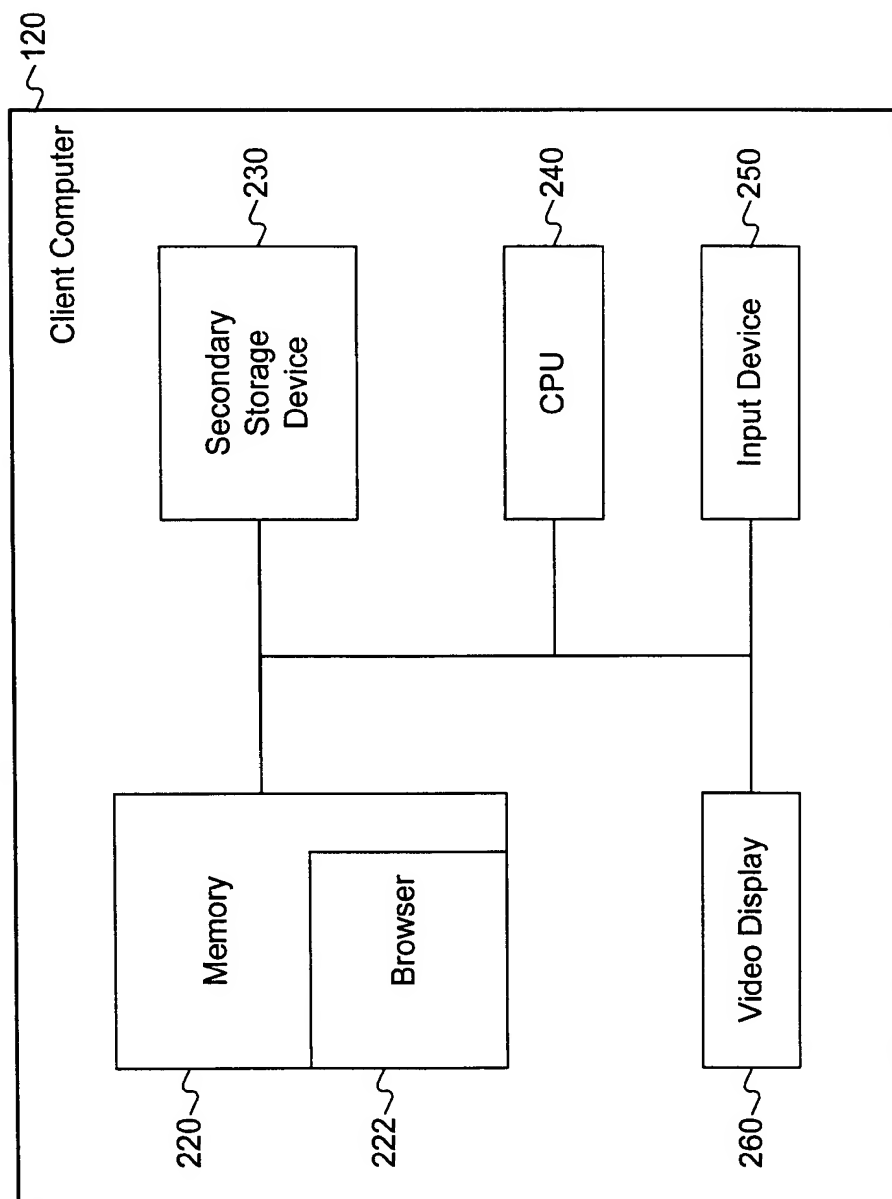 Client Computer
120
Memory
220
Browser
222
Secondary
Storage
Device
230
CPU
240
Video Display
260
Input Device
250